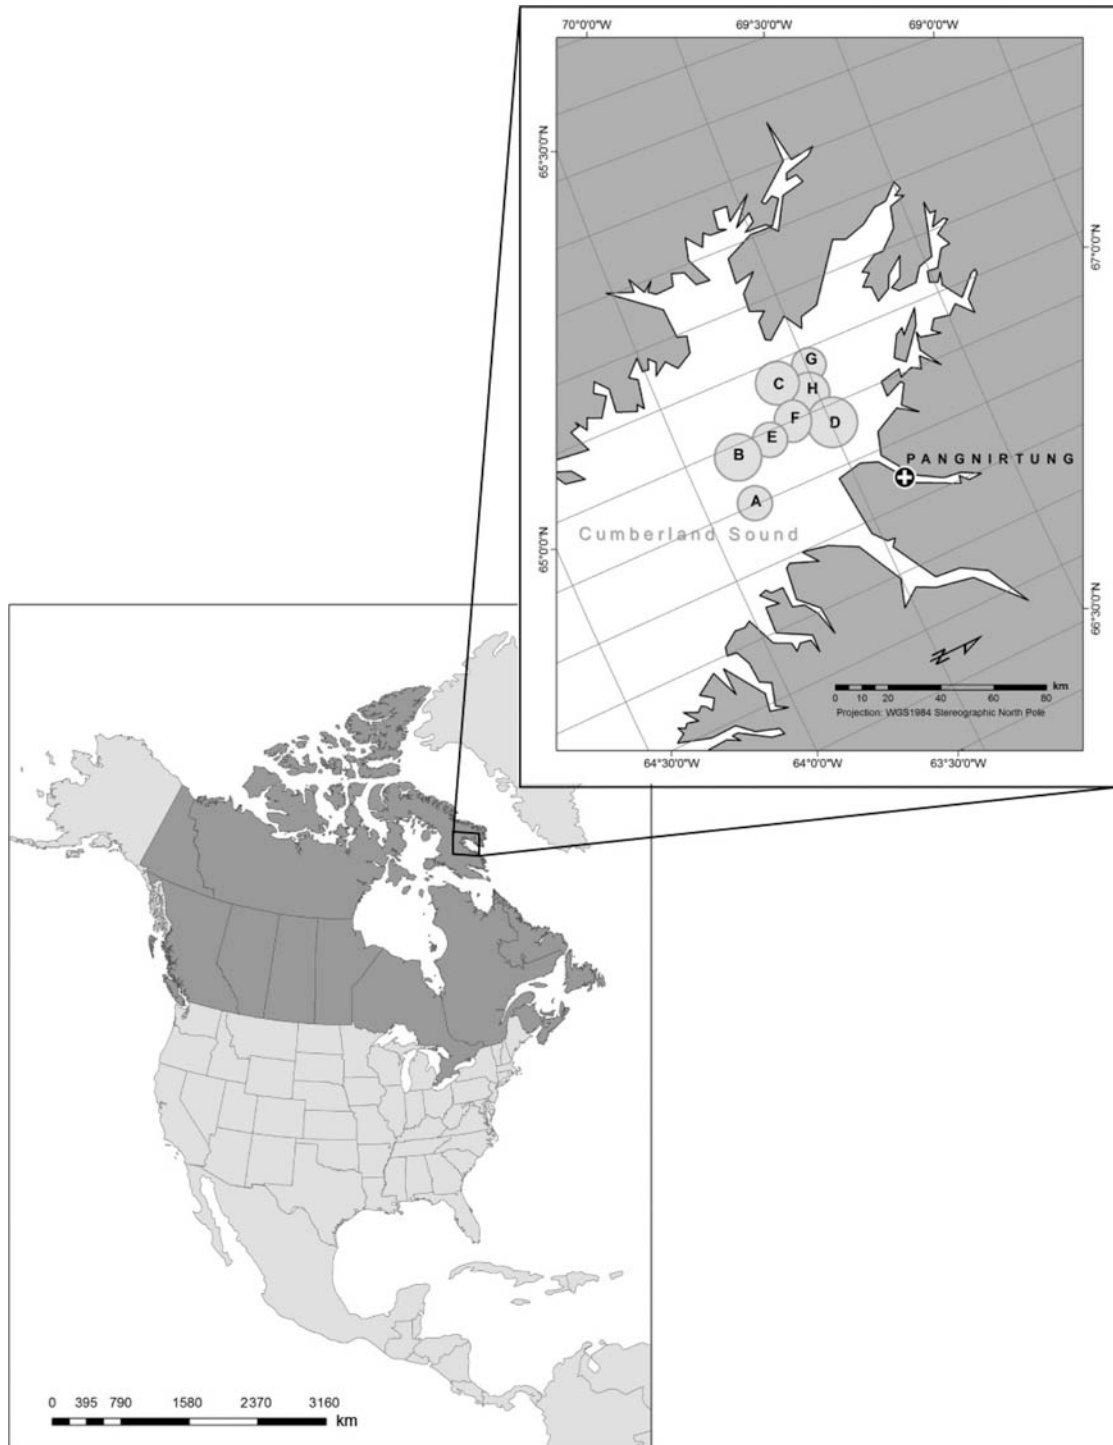 70°0'0"W 69°30'0"W 69°0'0"W
65°30'0"N
67°0'0"N
G
C
H
F
D
E
B
PANGNIRTUNG
A
Cumberland Sound
65°0'0"N
66°30'0"N
N
km
0 10 20 40 60 80
Projection: WGS1984 Stereographic North Pole
64°30'0"W 64°0'0"W 63°30'0"W
0 395 790 1580 2370 3160
km